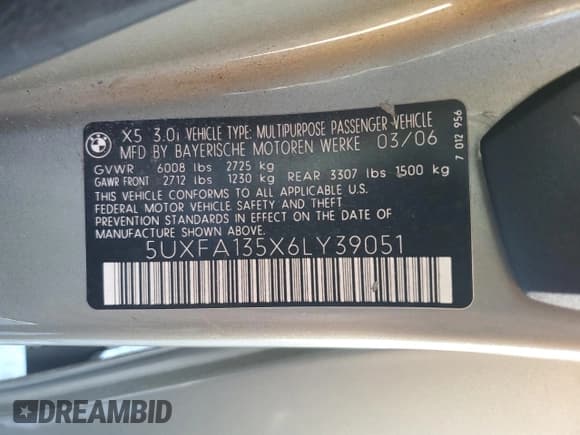 X5 3.0i VEHICLE TYPE: MULTIPURPOSE PASSENGER VEHICLE
MFD BY BAYERISCHE MOTOREN WERKE 03/06
GVWR 6008 lbs 2725 kg
GAWR FRONT 2712 lbs 1230 kg REAR 3307 lbs 1500 kg
THIS VEHICLE CONFORMS TO ALL APPLICABLE U.S.
FEDERAL MOTOR VEHICLE SAFETY AND THEFT
PREVENTION STANDARDS IN EFFECT ON THE DATE OF
MANUFACTURE SHOWN ABOVE.
5UXFA135X6LY39051
7 012 956
BMW
DREAMBID